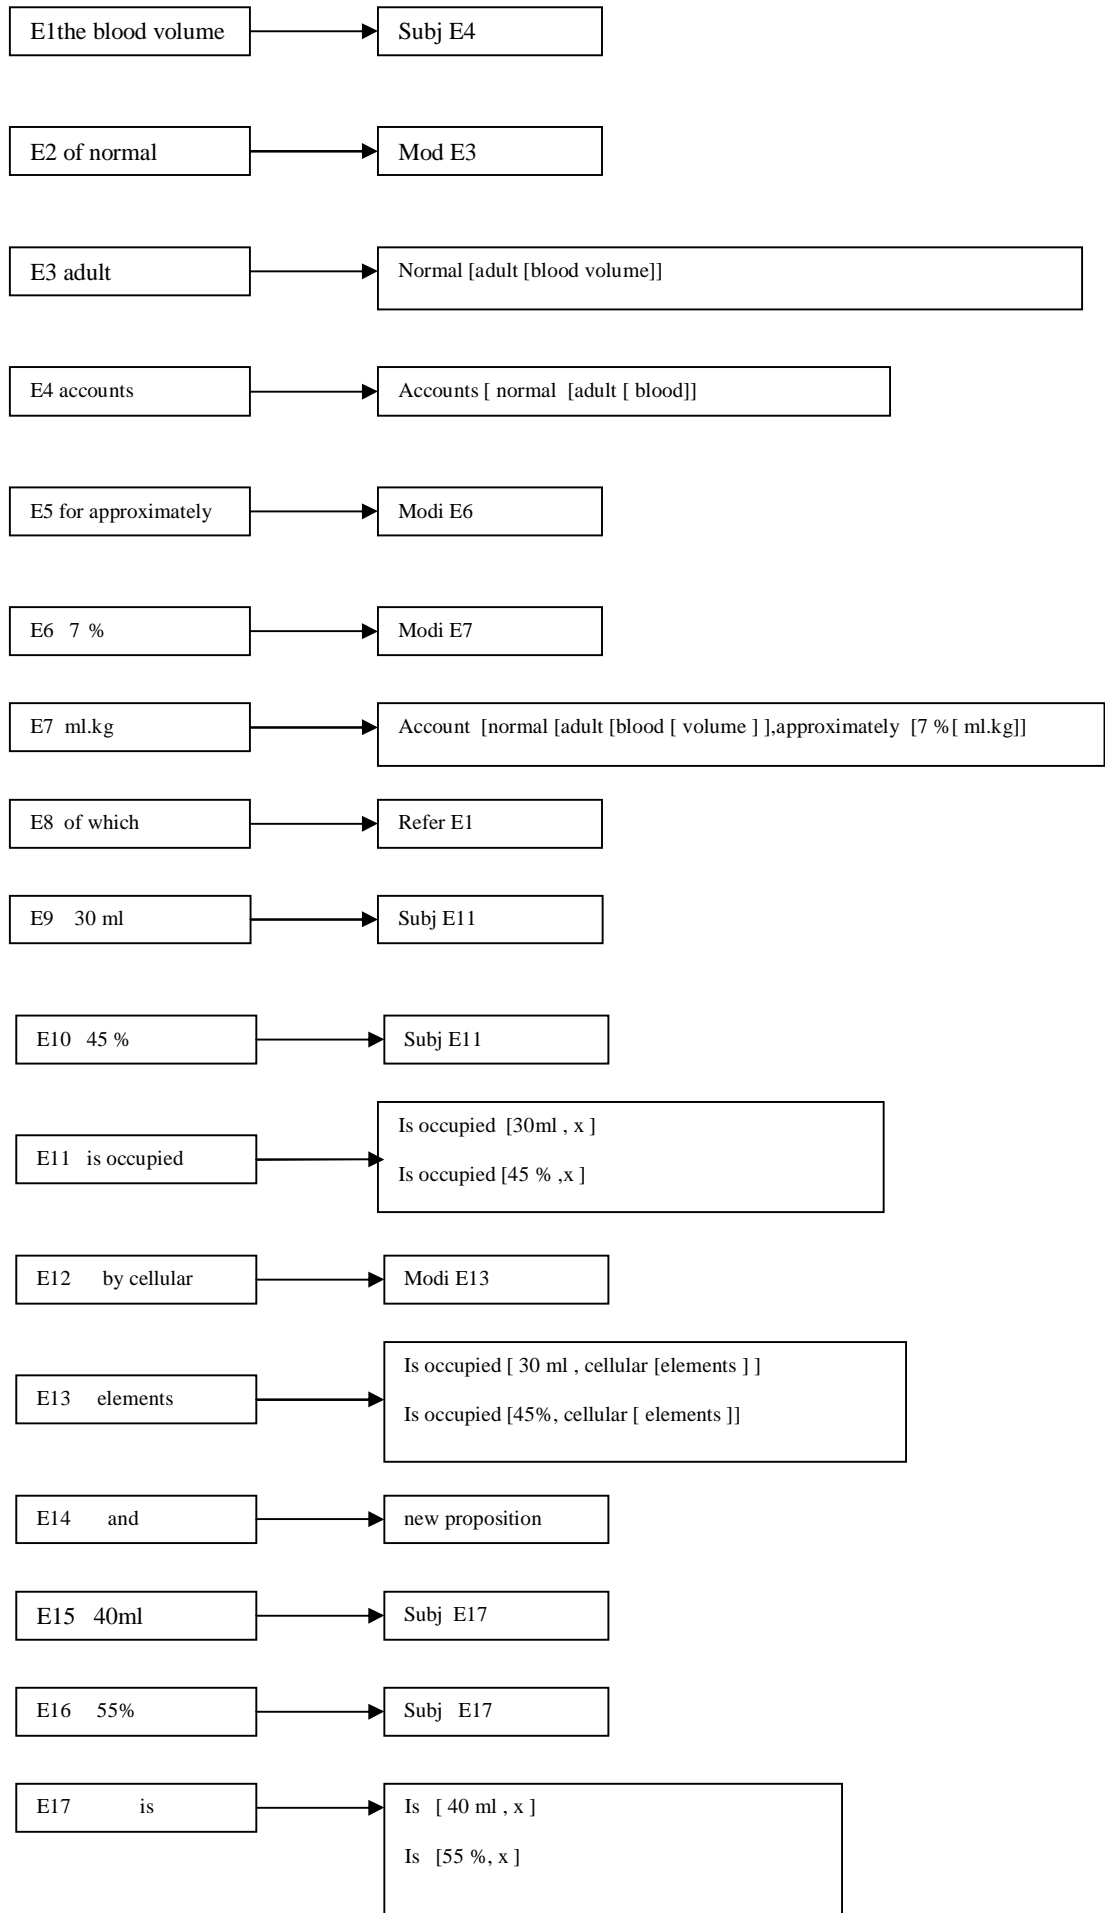 E1the blood volume
Subj E4
E2 of normal
Mod E3
E3 adult
Normal [adult [blood volume]]
E4 accounts
Accounts [ normal [adult [ blood]]
E5 for approximately
Modi E6
E6 7 %
Modi E7
E7 ml.kg
Account [normal [adult [blood [ volume ] ],approximately [7 %[ ml.kg]]
E8 of which
Refer E1
E9 30 ml
Subj E11
E10 45 %
Subj E11
E11 is occupied
Is occupied [30ml , x ]
Is occupied [45 % ,x ]
E12 by cellular
Modi E13
E13 elements
Is occupied [ 30 ml , cellular [elements ] ]
Is occupied [45%, cellular [ elements ]]
E14 and
new proposition
E15 40ml
Subj E17
E16 55%
Subj E17
E17 is
Is [ 40 ml , x ]
Is [55 %, x ]